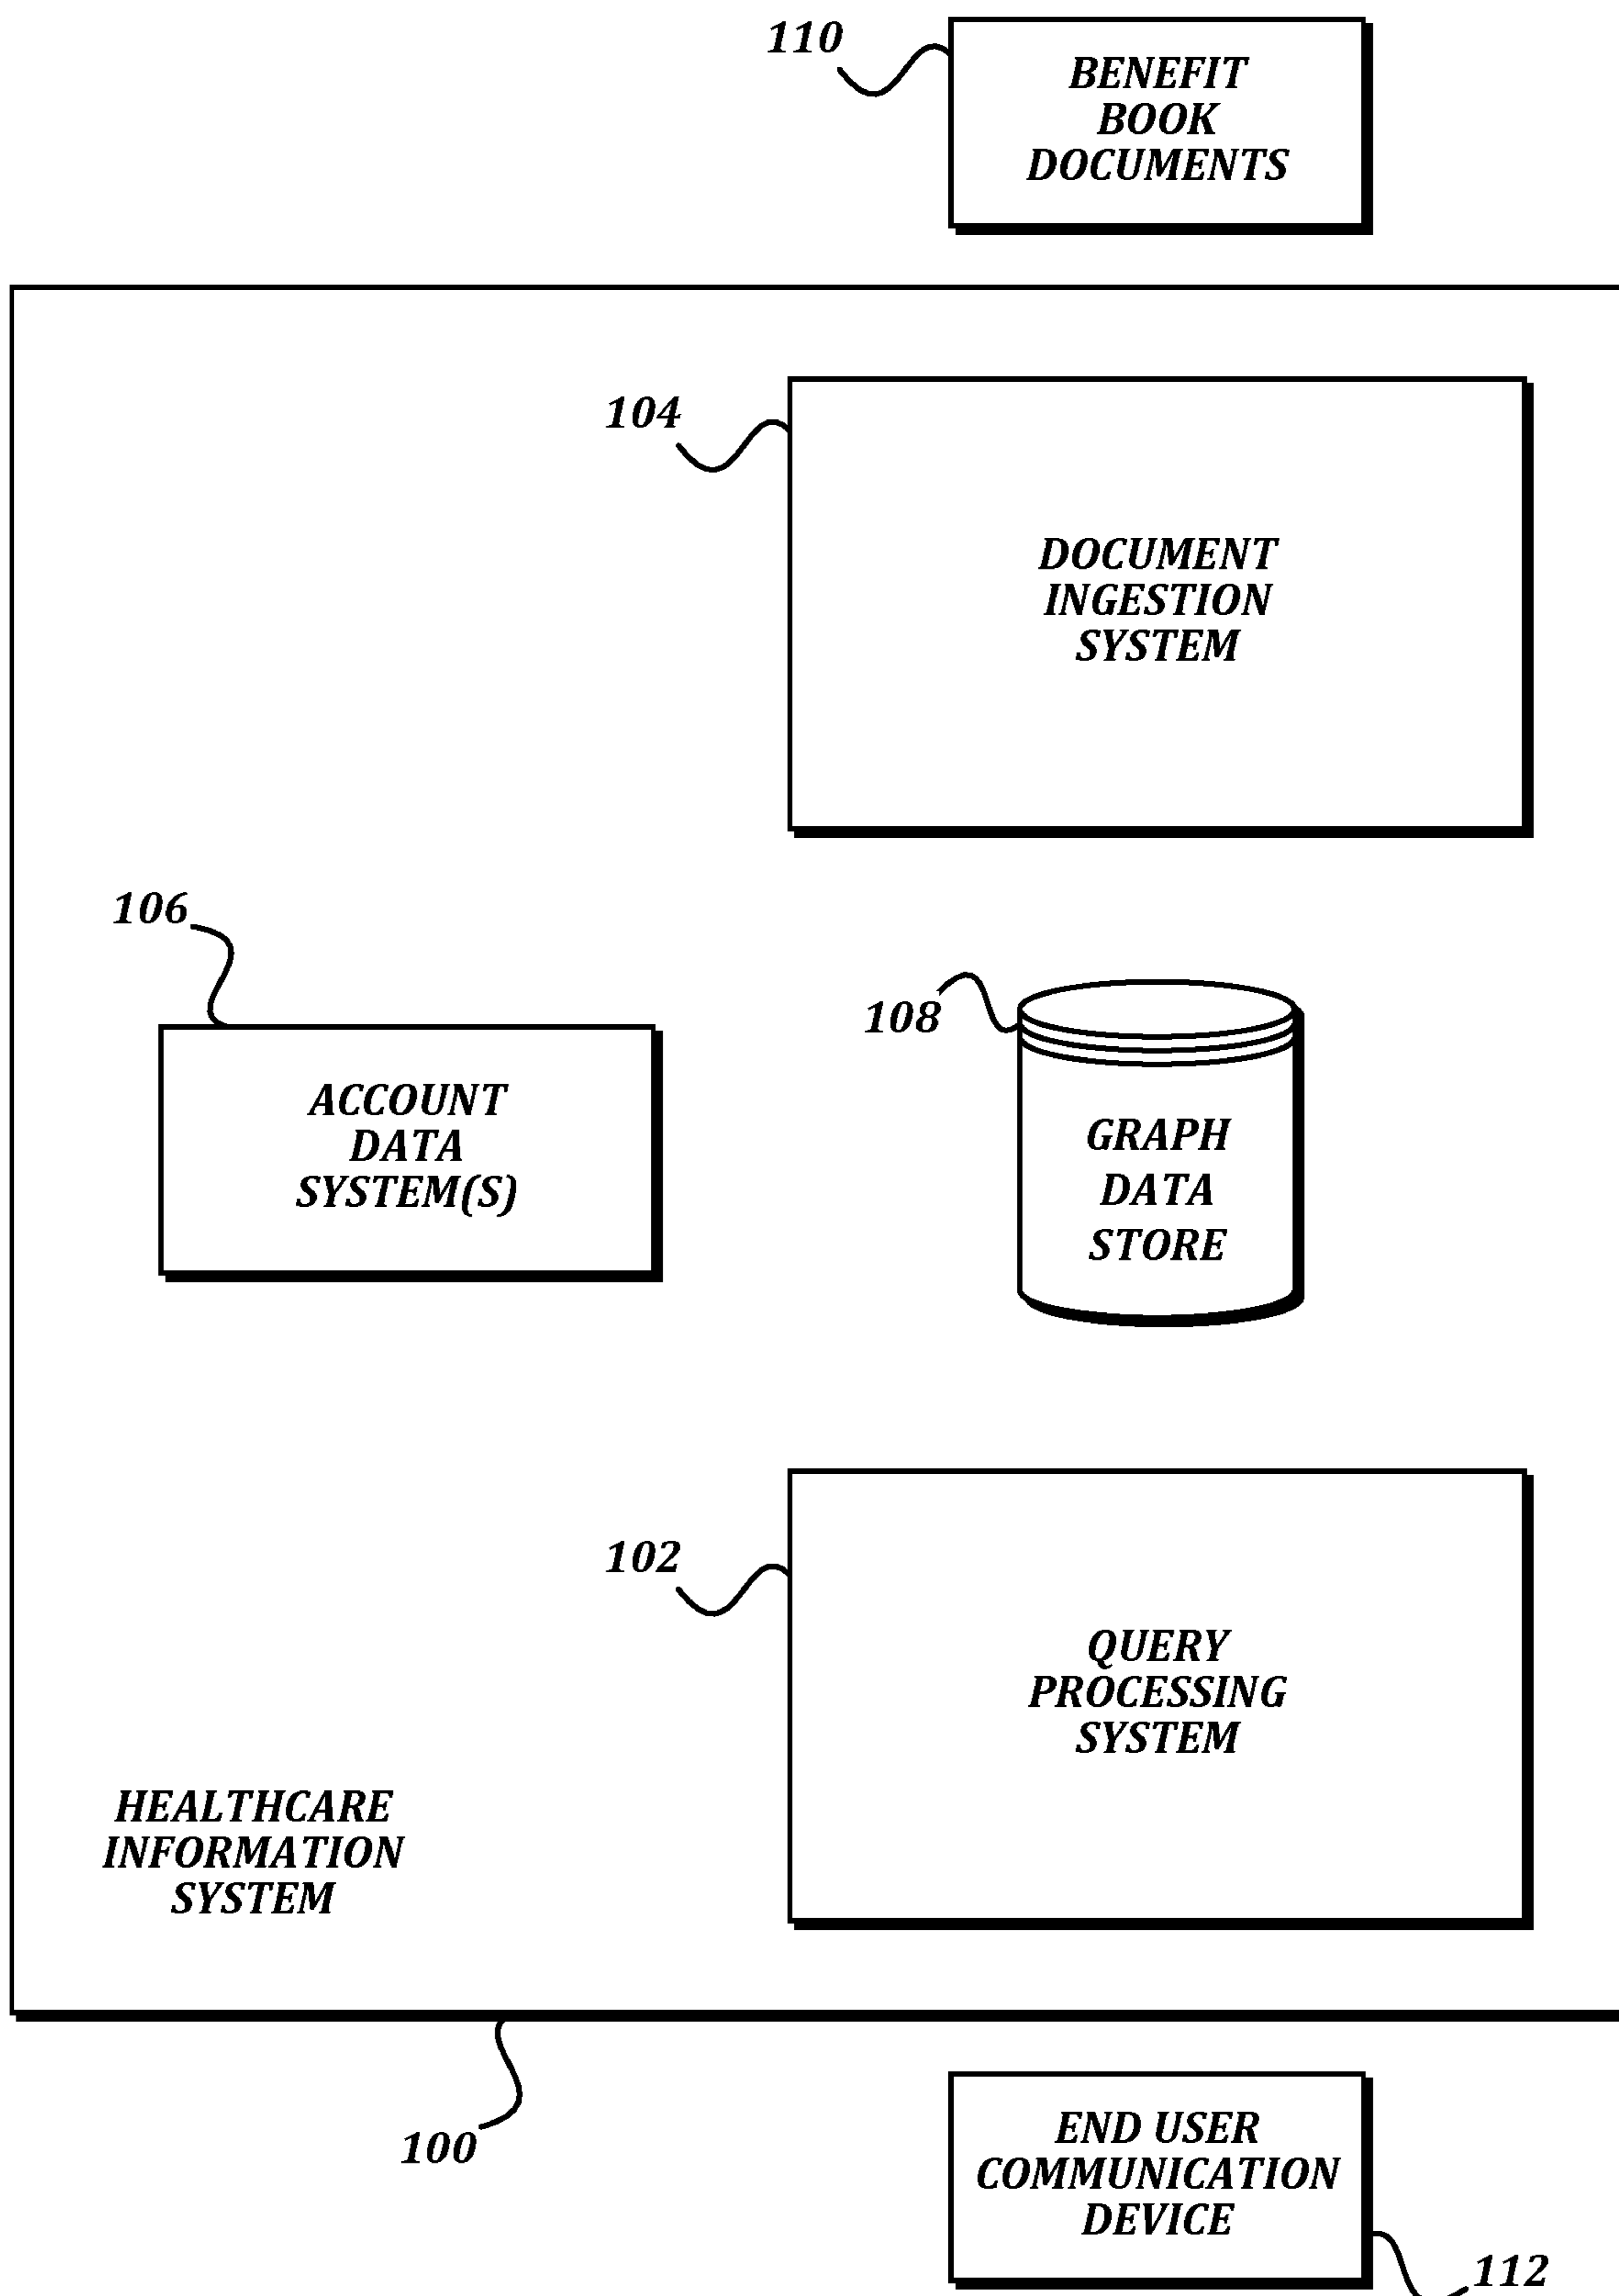 110
BENEFIT
BOOK
DOCUMENTS
104
DOCUMENT
INGESTION
SYSTEM
106
ACCOUNT
DATA
SYSTEM(S)
108
GRAPH
DATA
STORE
102
QUERY
PROCESSING
SYSTEM
HEALTHCARE
INFORMATION
SYSTEM
100
END USER
COMMUNICATION
DEVICE
112